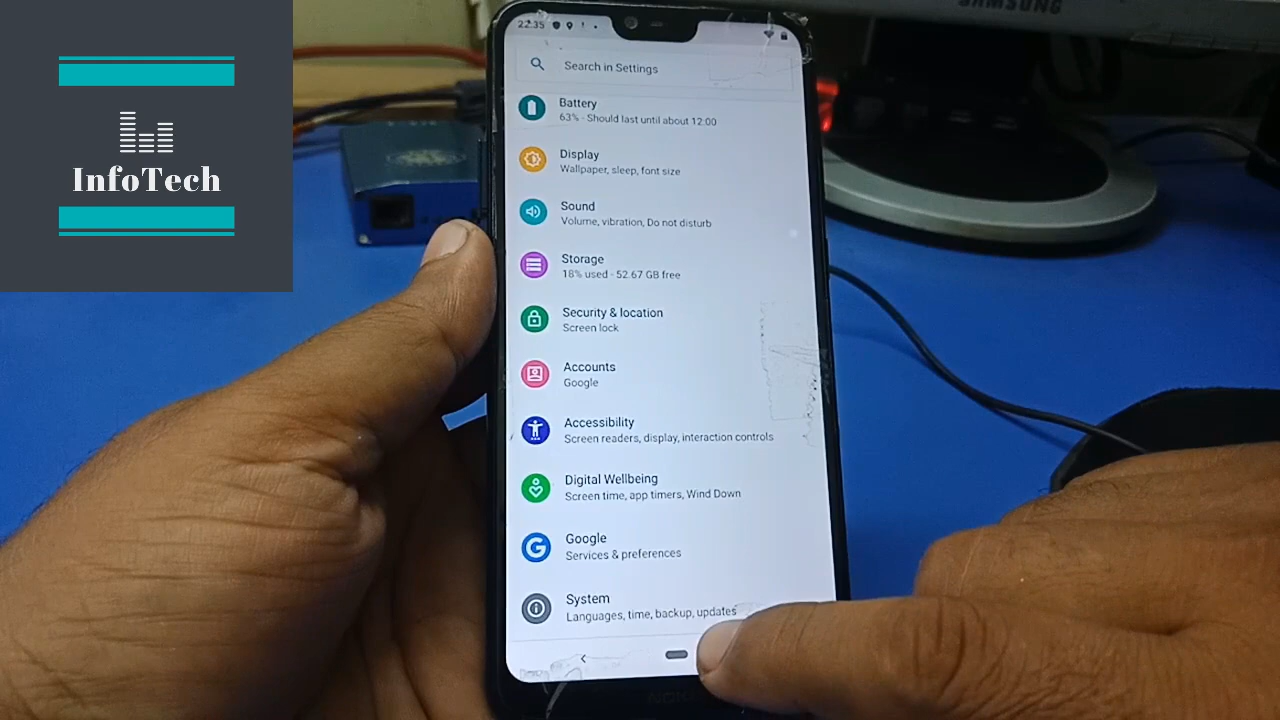 SAMSUNG
InfoTech
22:35
Search in Settings
Battery
63% - Should last until about 12:00
Display
Wallpaper, sleep, font size
Sound
Volume, vibration, Do not disturb
Storage
18% used - 52.67 GB free
Security & location
Screen lock
Accounts
Google
Accessibility
Screen readers, display, interaction controls
Digital Wellbeing
Screen time, app timers, Wind Down
Google
Services & preferences
System
Languages, time, backup, updates